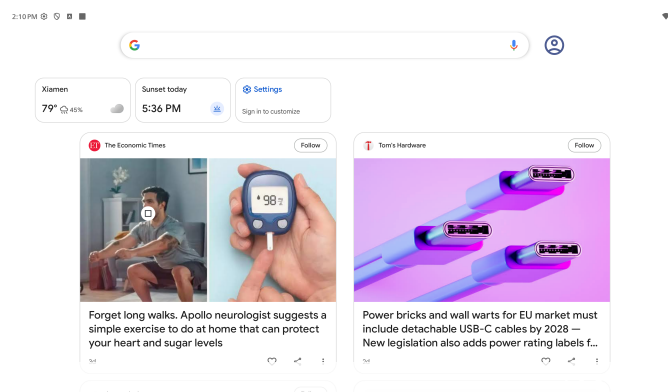 2:10 PM
Xiamen
79° 45%
Sunset today
5:36 PM
Settings
Sign in to customize
ET The Economic Times
Follow
98
Forget long walks. Apollo neurologist suggests a
simple exercise to do at home that can protect
your heart and sugar levels
Tom's Hardware
Follow
Power bricks and wall warts for EU market must
include detachable USB-C cables by 2028 —
New legislation also adds power rating labels f...